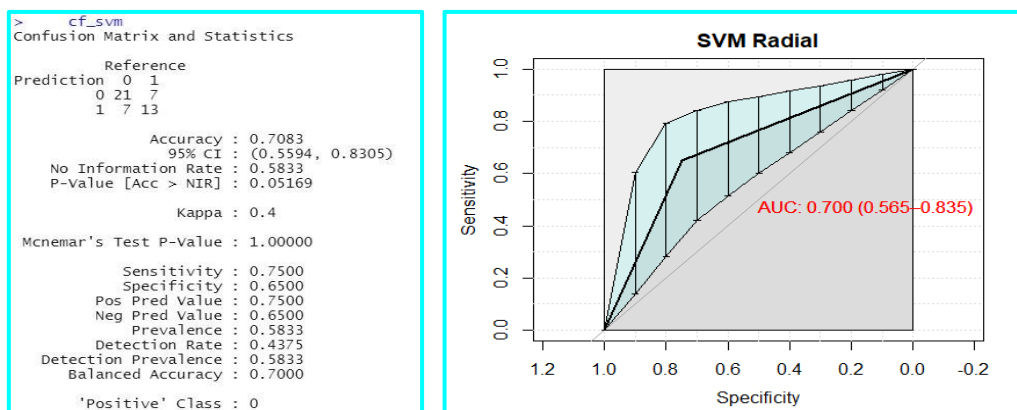 > cf_svm
Confusion Matrix and Statistics
Reference
Prediction 0 1
0 21 7
1 7 13
Accuracy : 0.7083
95% CI : (0.5594, 0.8305)
No Information Rate : 0.5833
P-Value [Acc > NIR] : 0.05169
Kappa : 0.4
Mcnemar's Test P-Value : 1.00000
Sensitivity : 0.7500
Specificity : 0.6500
Pos Pred Value : 0.7500
Neg Pred Value : 0.6500
Prevalence : 0.5833
Detection Rate : 0.4375
Detection Prevalence : 0.5833
Balanced Accuracy : 0.7000
'Positive' Class : 0
SVM Radial
Sensitivity
1.0
0.8
0.6
0.4
0.2
0.0
AUC: 0.700 (0.565–0.835)
1.2 1.0 0.8 0.6 0.4 0.2 0.0 -0.2
Specificity